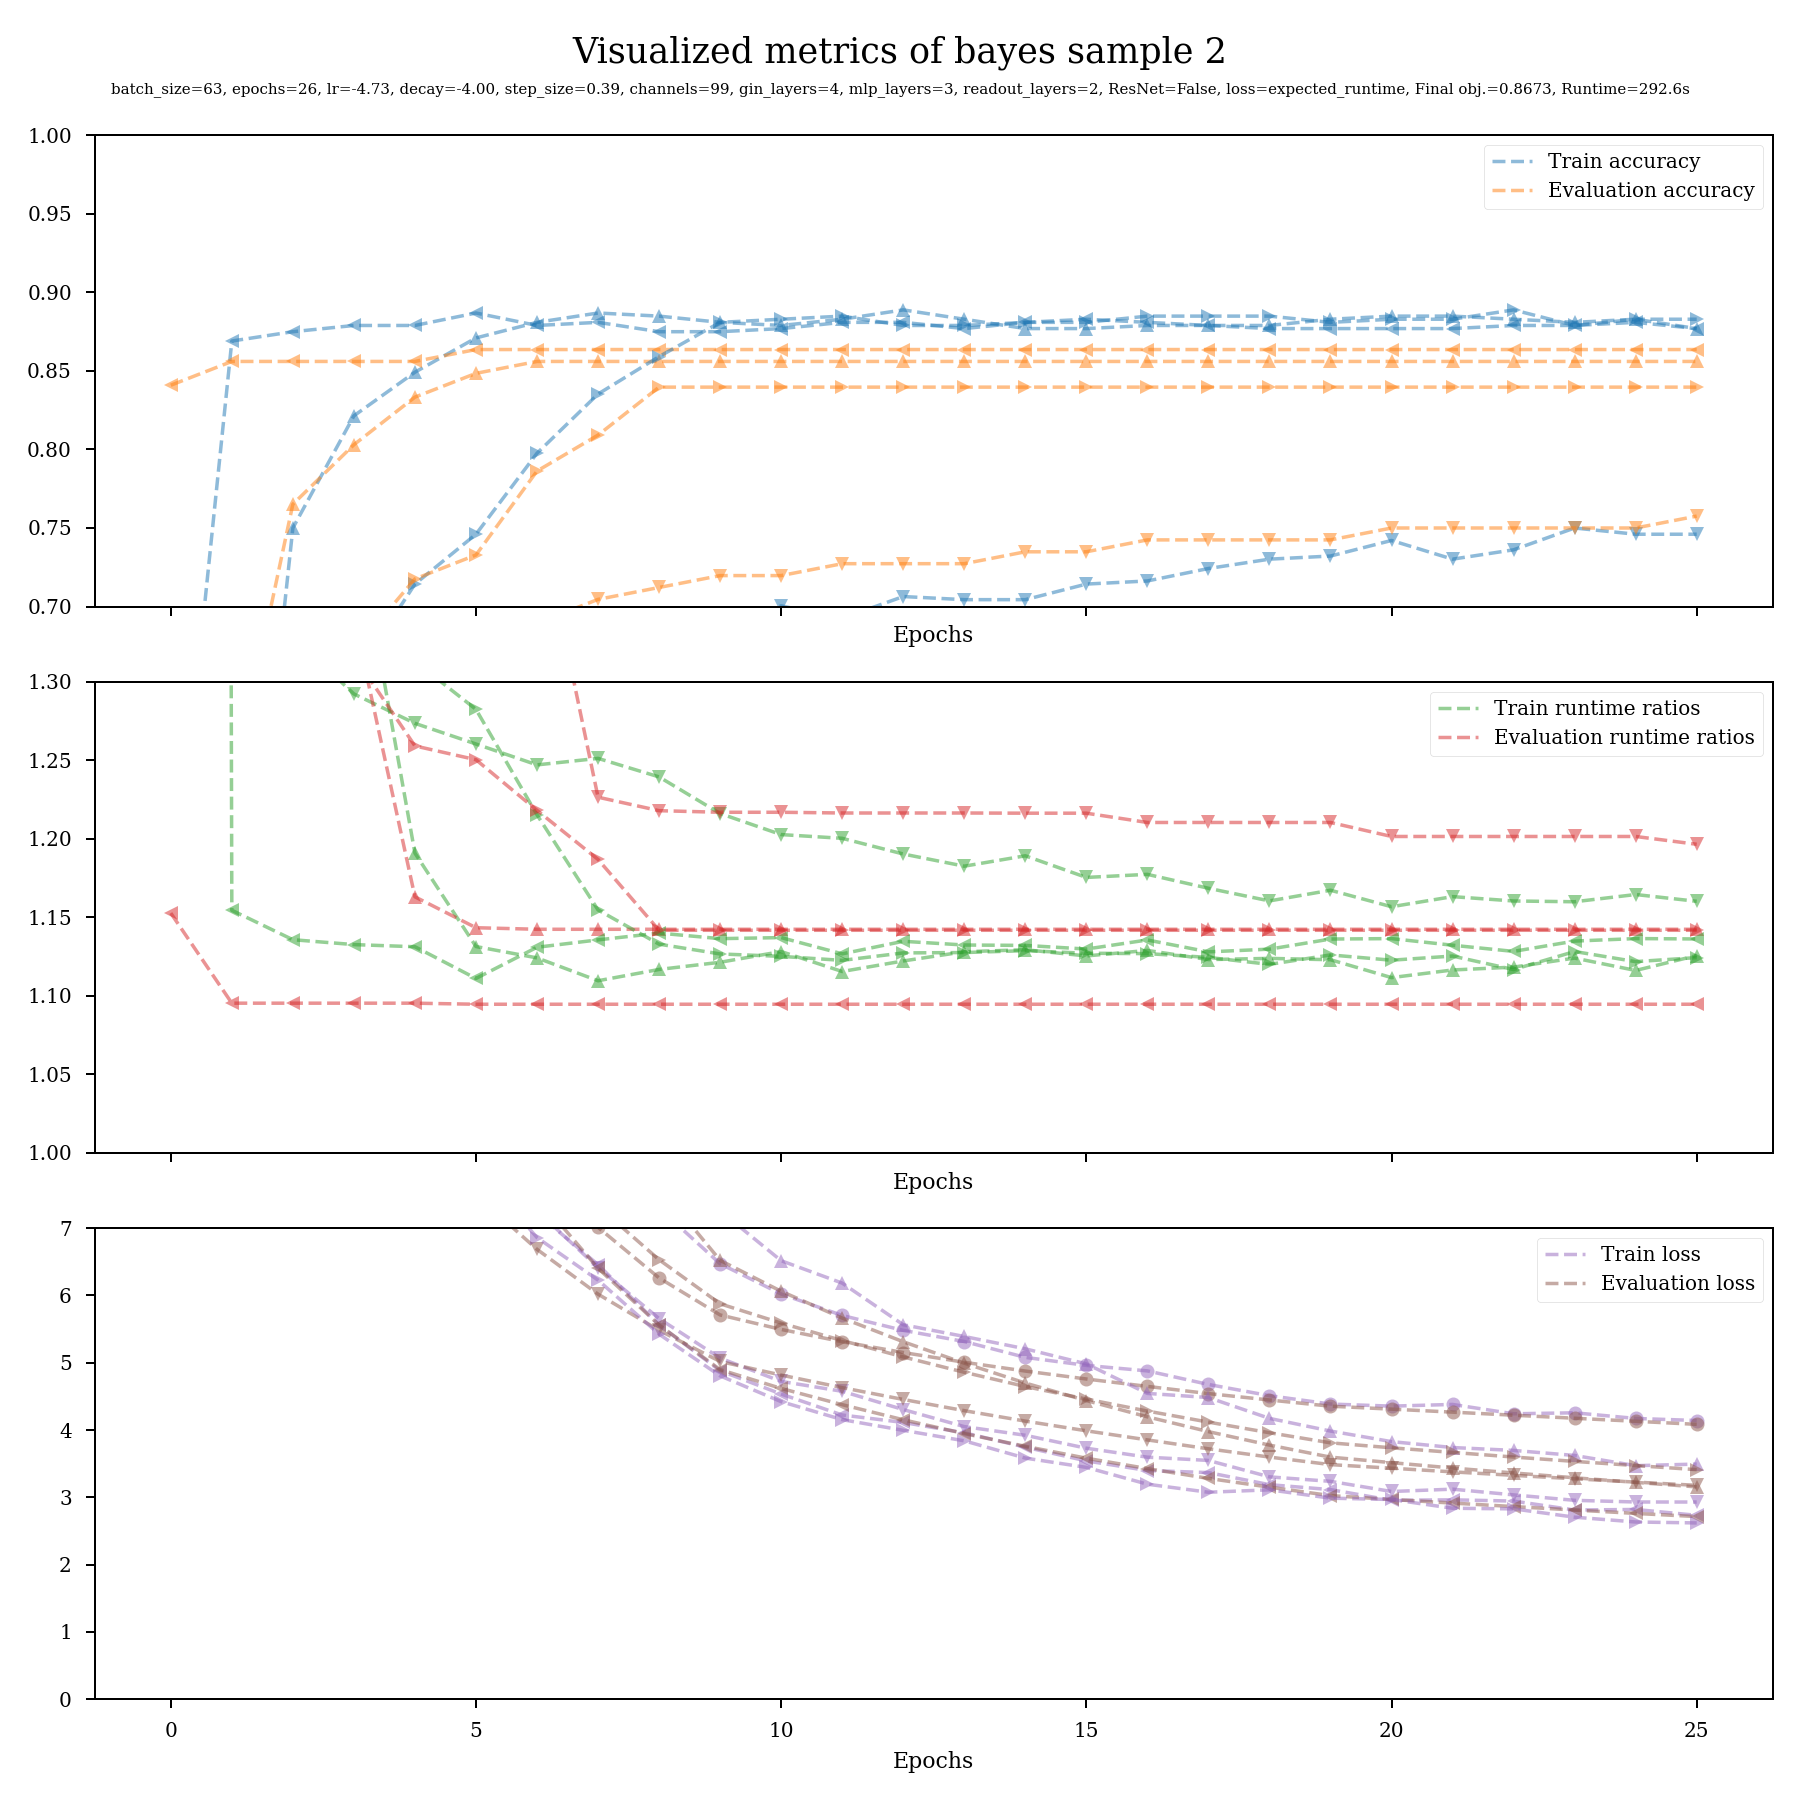 Visualized metrics of bayes sample 2
batch_size=63, epochs=26, lr=-4.73, decay=-4.00, step_size=0.39, channels=99, gin_layers=4, mlp_layers=3, readout_layers=2, ResNet=False, loss=expected_runtime, Final obj.=0.8673, Runtime=292.6s
1.00
0.95
0.90
0.85
0.80
0.75
0.70
Train accuracy
Evaluation accuracy
Epochs
1.30
1.25
1.20
1.15
1.10
1.05
1.00
Train runtime ratios
Evaluation runtime ratios
Epochs
7
6
5
4
3
2
1
0
Train loss
Evaluation loss
0 5 10 15 20 25
Epochs